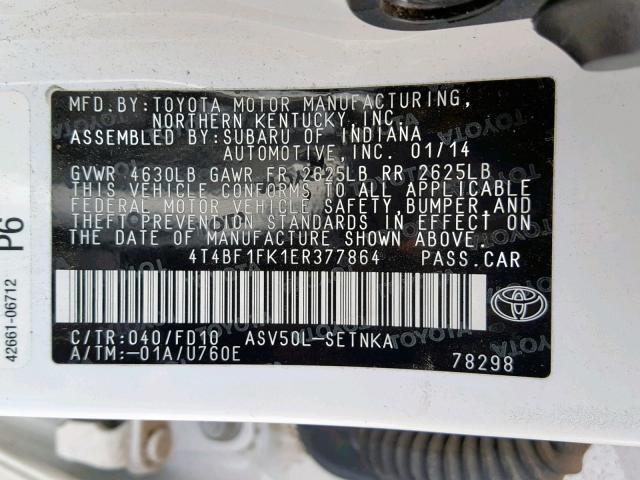 MFD.BY:TOYOTA MOTOR MANUFACTURING,
NORTHERN KENTUCKY,INC.
ASSEMBLED BY:SUBARU OF INDIANA
AUTOMOTIVE,INC. 01/14
GVWR 4630LB GAWR FR 2625LB RR 2625LB
THIS VEHICLE CONFORMS TO ALL APPLICABLE
FEDERAL MOTOR VEHICLE SAFETY,BUMPER,AND
THEFT PREVENTION STANDARDS IN EFFECT ON
THE DATE OF MANUFACTURE SHOWN ABOVE.
4T4BF1FK1ER377864 PASS.CAR
TOYOTA
C/TR:040/FD10 ASV50L-SETNKA
A/TM:-01A/U760E
78298
P6
42661-06712